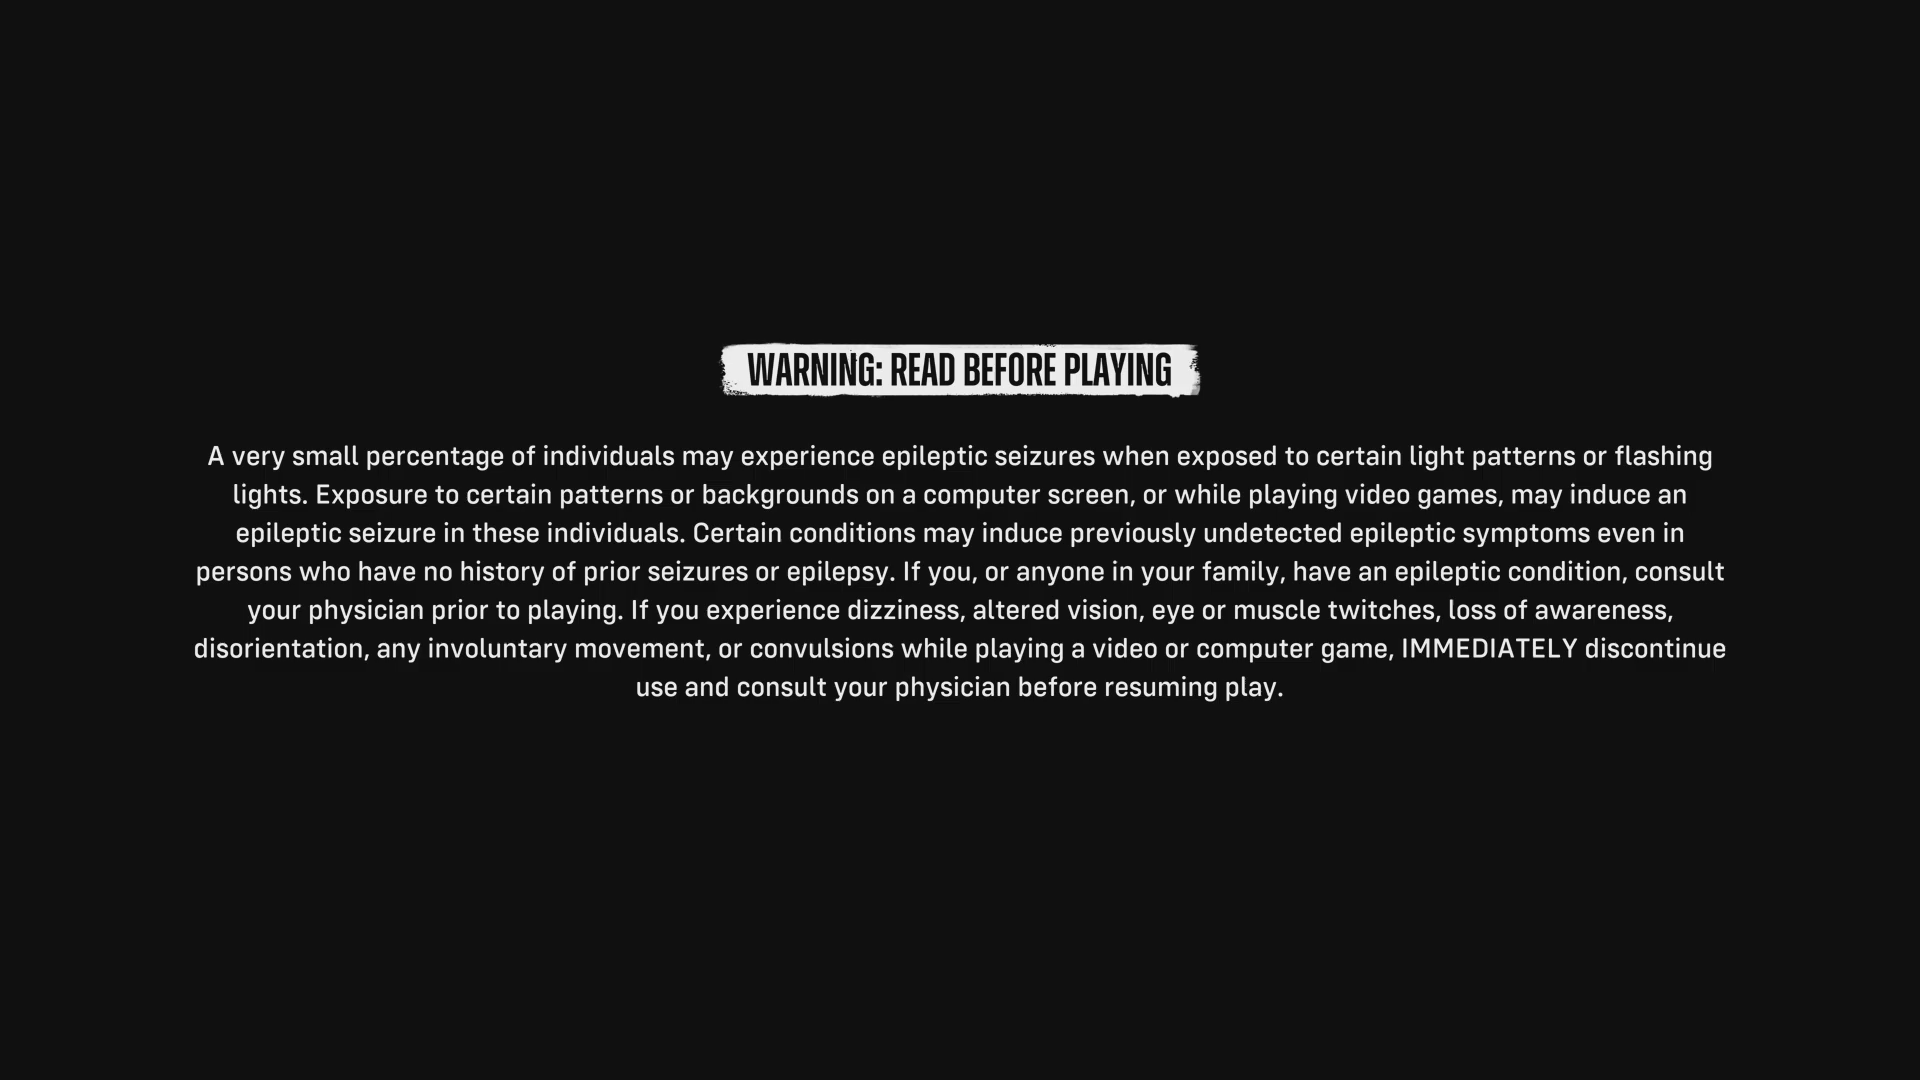 WARNING: READ BEFORE PLAYING
A very small percentage of individuals may experience epileptic seizures when exposed to certain light patterns or flashing
lights. Exposure to certain patterns or backgrounds on a computer screen, or while playing video games, may induce an
epileptic seizure in these individuals. Certain conditions may induce previously undetected epileptic symptoms even in
persons who have no history of prior seizures or epilepsy. If you, or anyone in your family, have an epileptic condition, consult
your physician prior to playing. If you experience dizziness, altered vision, eye or muscle twitches, loss of awareness,
disorientation, any involuntary movement, or convulsions while playing a video or computer game, IMMEDIATELY discontinue
use and consult your physician before resuming play.